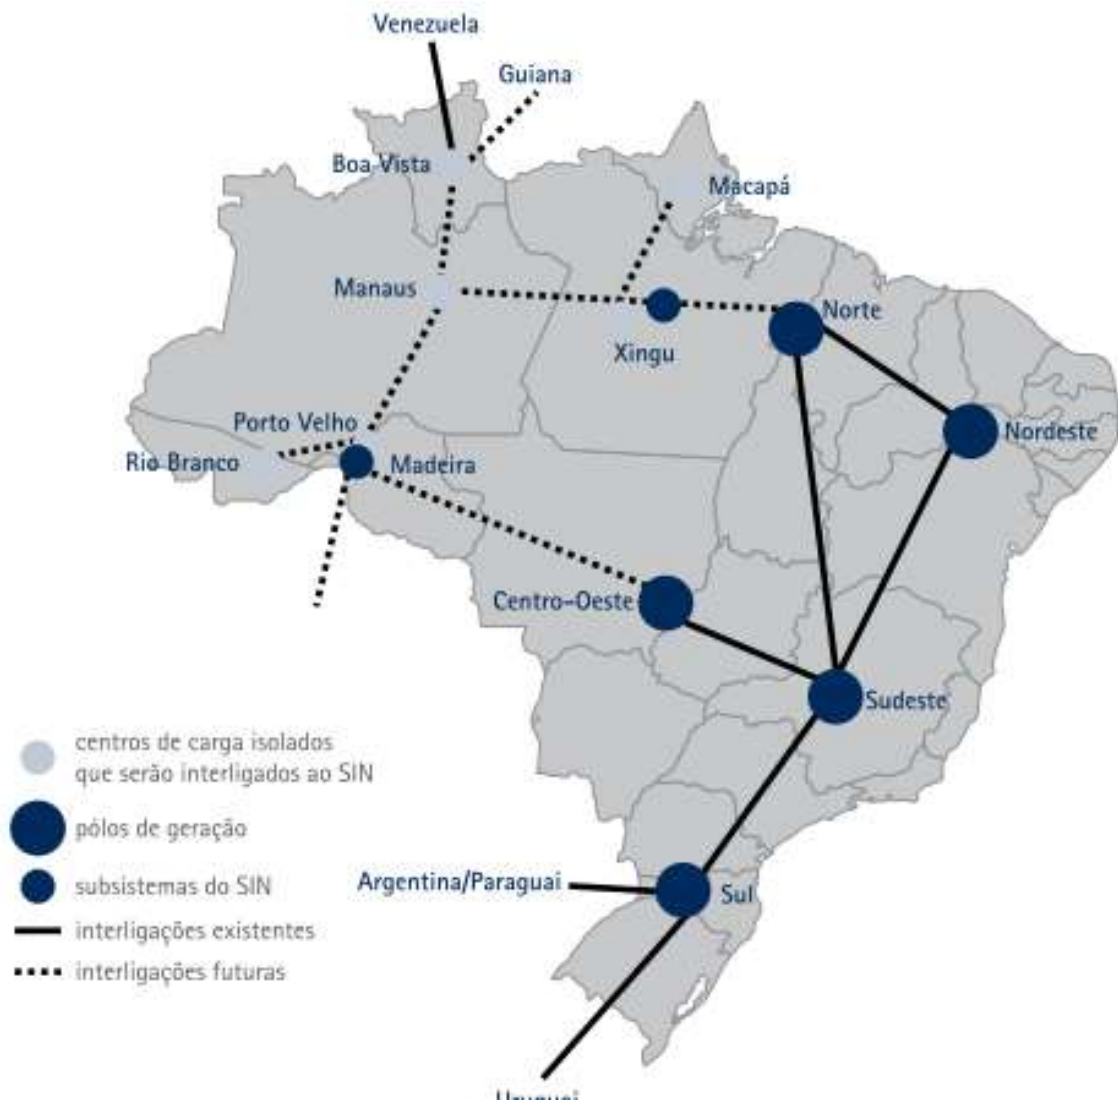 Venezuela
Guiana
Boa Vista
Macapá
Manaus
Norte
Xingu
Porto Velho
Nordeste
Rio Branco
Madeira
Centro-Oeste
Sudeste
centros de carga isolados
que serão interligados ao SIN
pólos de geração
subsistemas do SIN
Argentina/Paraguai
Sul
interligações existentes
interligações futuras
Uruguai